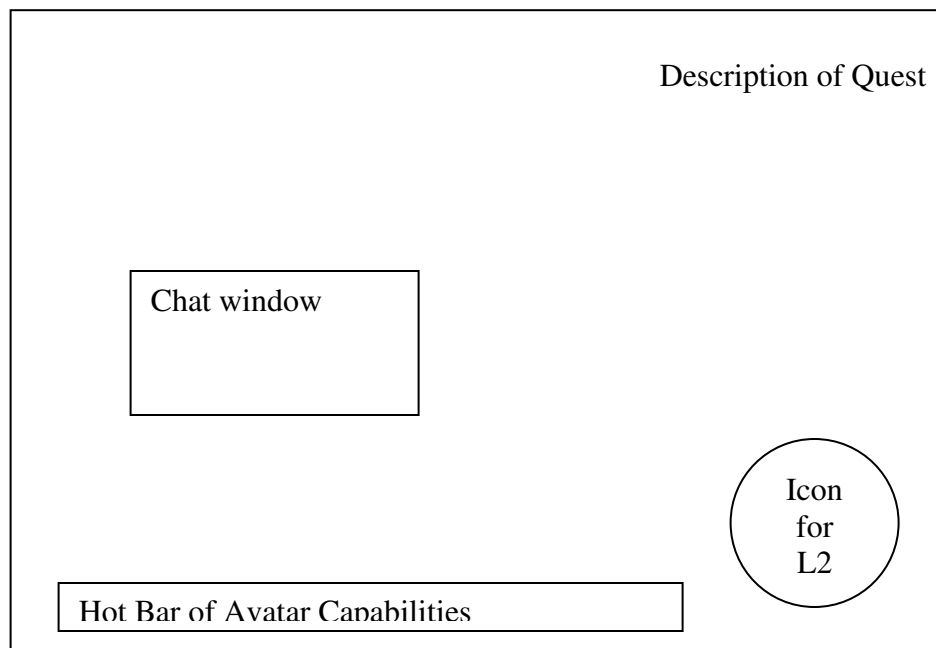 Description of Quest
Chat window
Icon
for
L2
Hot Bar of Avatar Capabilities